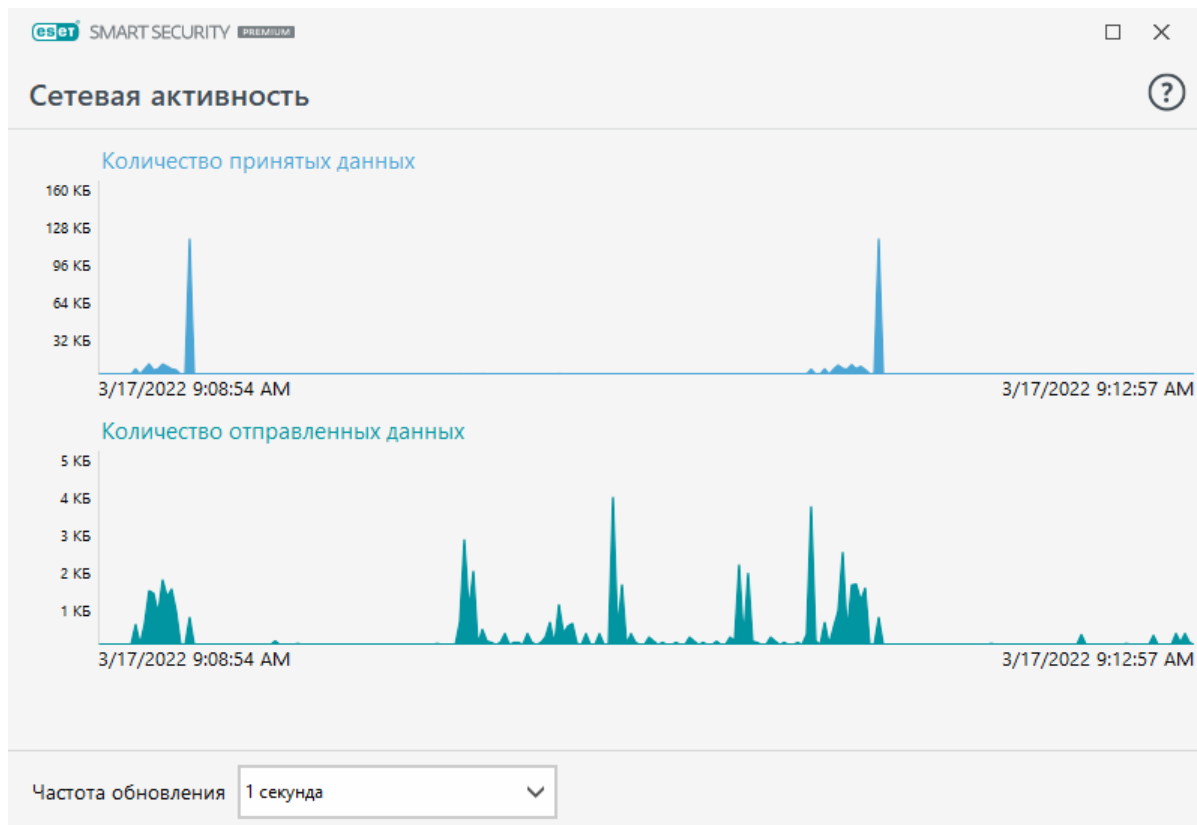 eset SMART SECURITY PREMIUM
Сетевая активность
?
Количество принятых данных
160 КБ
128 КБ
96 КБ
64 КБ
32 КБ
3/17/2022 9:08:54 AM 3/17/2022 9:12:57 AM
Количество отправленных данных
5 КБ
4 КБ
3 КБ
2 КБ
1 КБ
3/17/2022 9:08:54 AM 3/17/2022 9:12:57 AM
Частота обновления 1 секунда